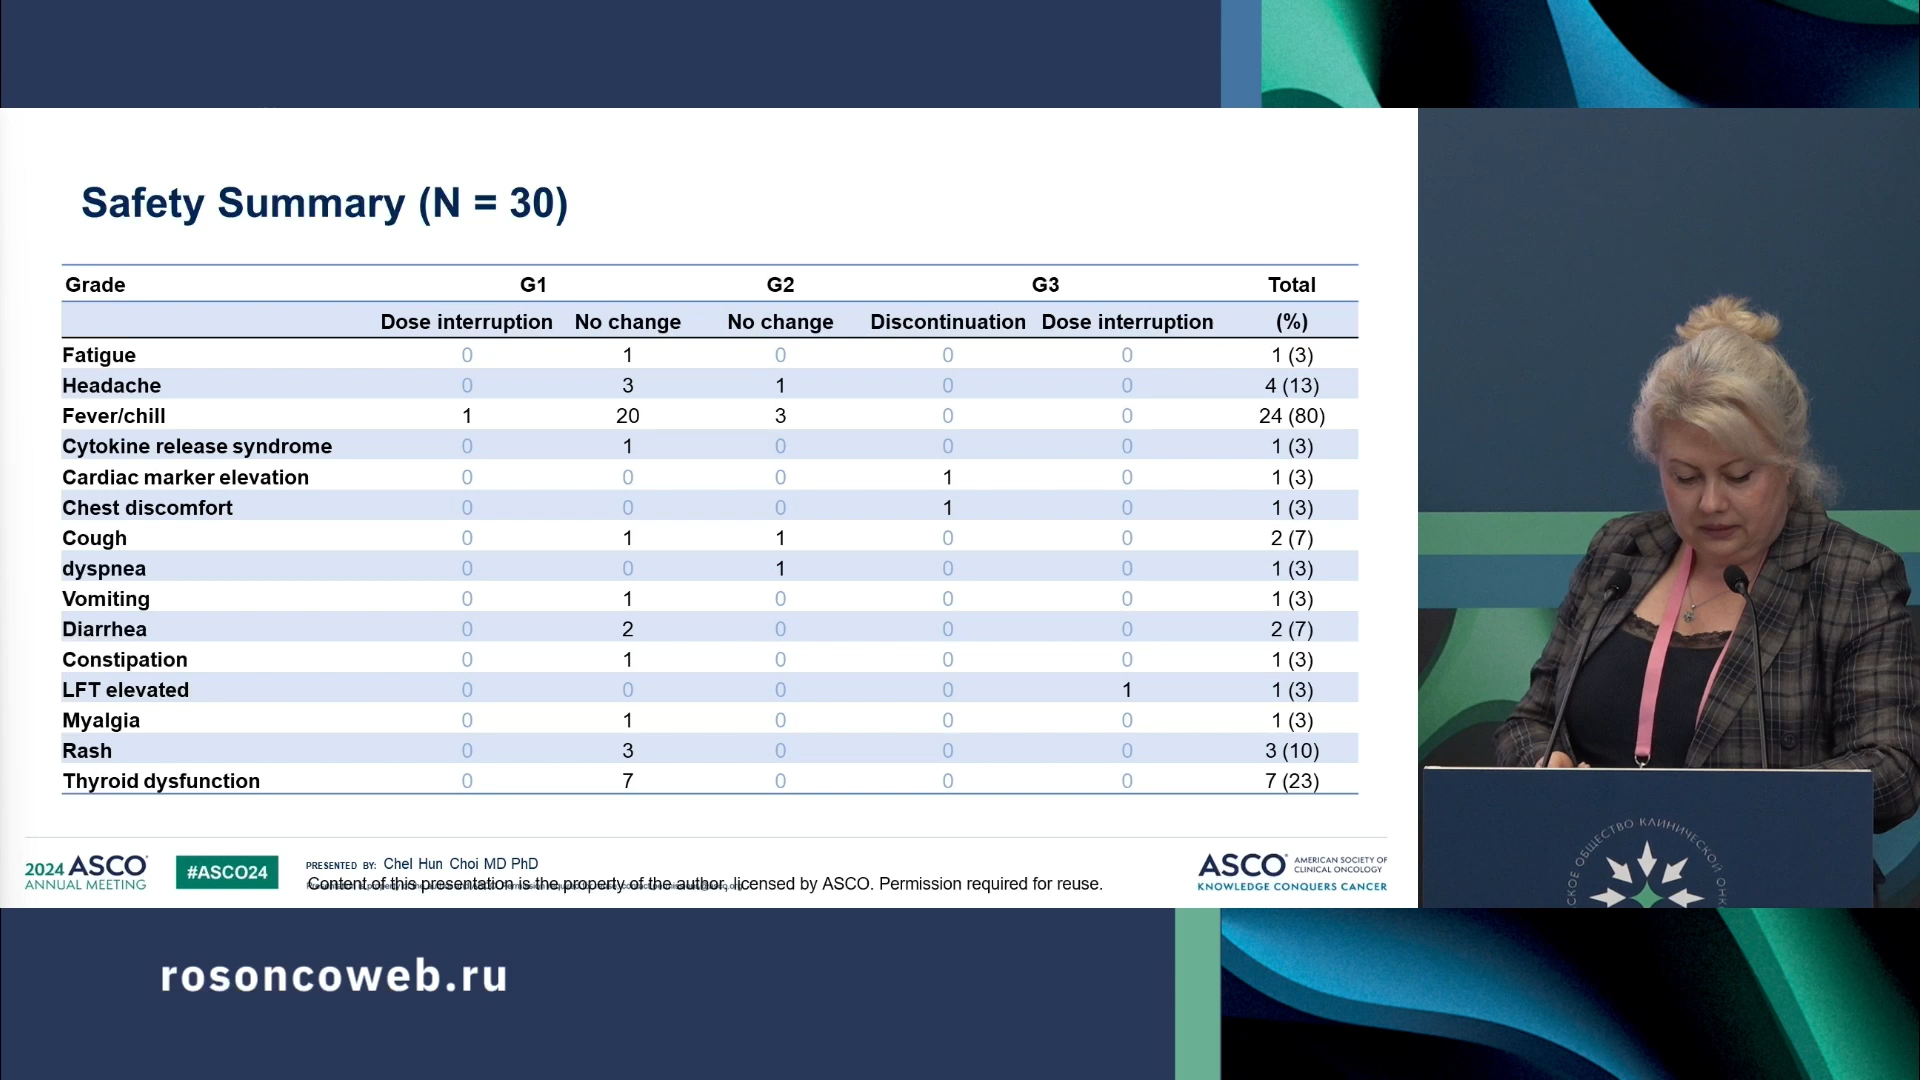 Safety Summary (N = 30)
Grade G1 G2 G3 Total
Dose interruption No change No change Discontinuation Dose interruption (%)
Fatigue 0 1 0 0 0 1 (3)
Headache 0 3 1 0 0 4 (13)
Fever/chill 1 20 3 0 0 24 (80)
Cytokine release syndrome 0 1 0 0 0 1 (3)
Cardiac marker elevation 0 0 0 1 0 1 (3)
Chest discomfort 0 0 0 1 0 1 (3)
Cough 0 1 1 0 0 2 (7)
dyspnea 0 0 1 0 0 1 (3)
Vomiting 0 1 0 0 0 1 (3)
Diarrhea 0 2 0 0 0 2 (7)
Constipation 0 1 0 0 0 1 (3)
LFT elevated 0 0 0 0 1 1 (3)
Myalgia 0 1 0 0 0 1 (3)
Rash 0 3 0 0 0 3 (10)
Thyroid dysfunction 0 7 0 0 0 7 (23)
2024 ASCO
ANNUAL MEETING
#ASCO24
PRESENTED BY: Chel Hun Choi MD PhD
Content of this presentation is the property of the author, licensed by ASCO. Permission required for reuse.
ASCO AMERICAN SOCIETY OF
CLINICAL ONCOLOGY
KNOWLEDGE CONQUERS CANCER
ОБЩЕСТВО КЛИНИЧЕСКОЙ
rosoncoweb.ru